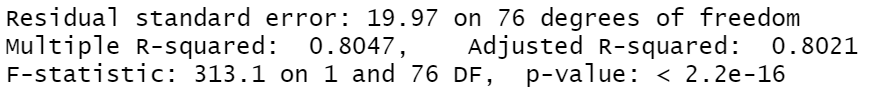 Residual standard error: 19.97 on 76 degrees of freedom
Multiple R-squared:  0.8047,    Adjusted R-squared:  0.8021
F-statistic: 313.1 on 1 and 76 DF,  p-value: < 2.2e-16